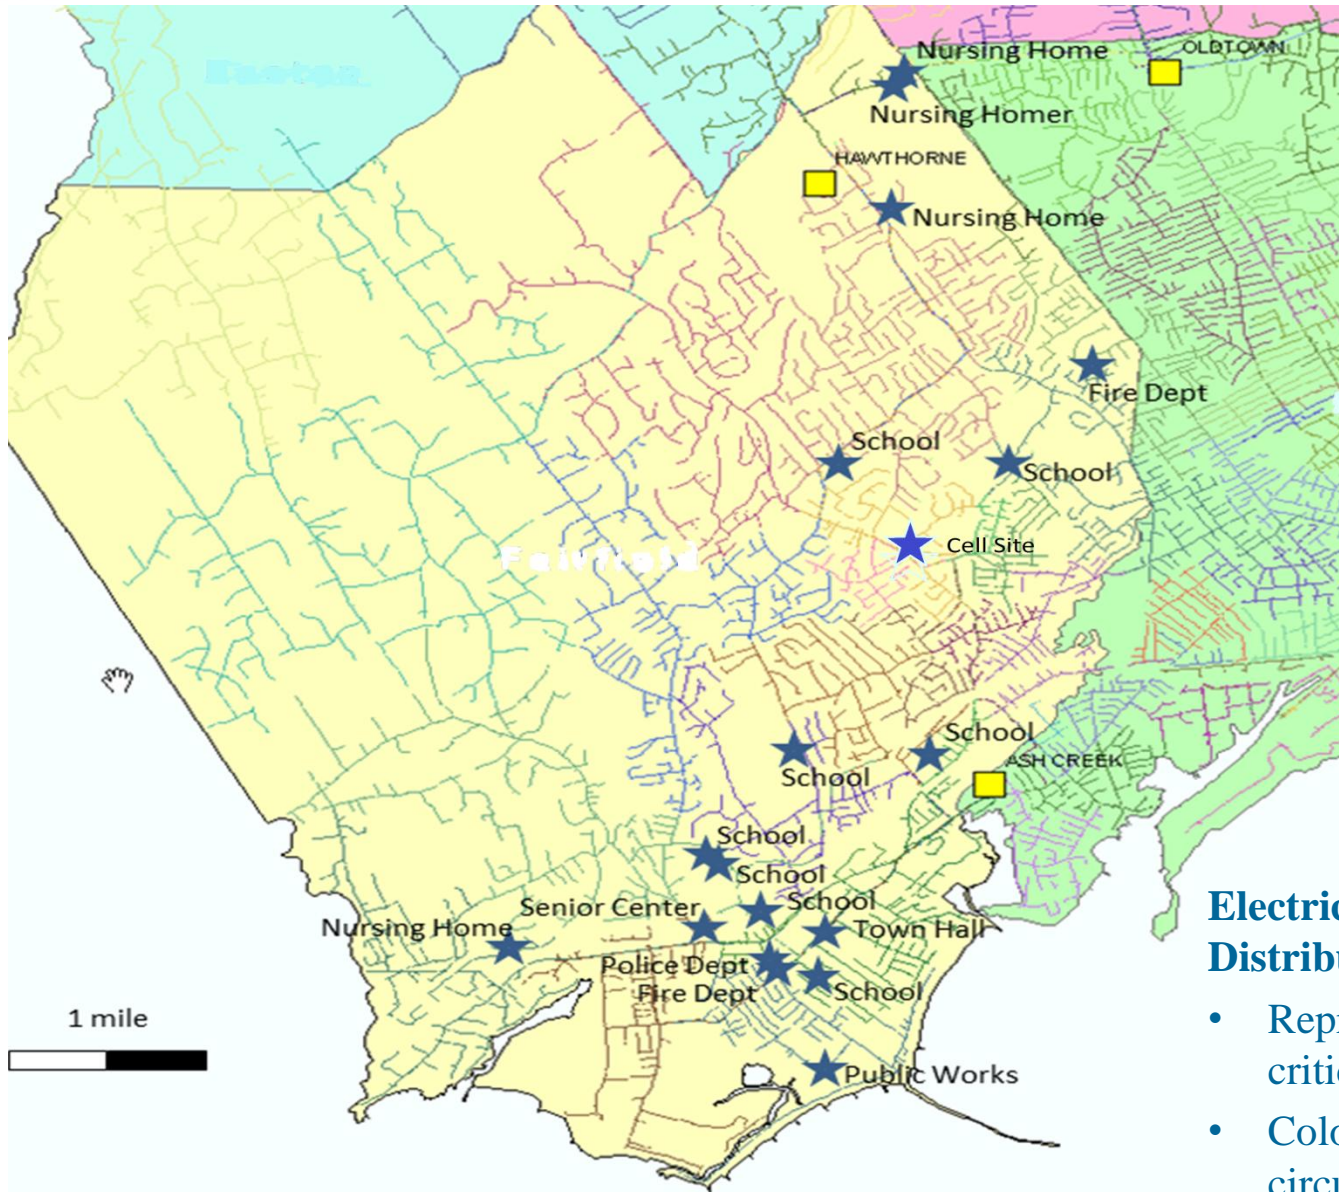 Nursing Home
OLDTOWN
Nursing Homer
HAWTHORNE
Nursing Home
Fire Dept
School
School
Cell Site
Fairfield
School
School
ASH CREEK
School
School
School
Senior Center
Town Hall
Nursing Home
Police Dept
Fire Dept
School
1 mile
Public Works
Electric
Distribu
• Repr
critic
• Colo
circu